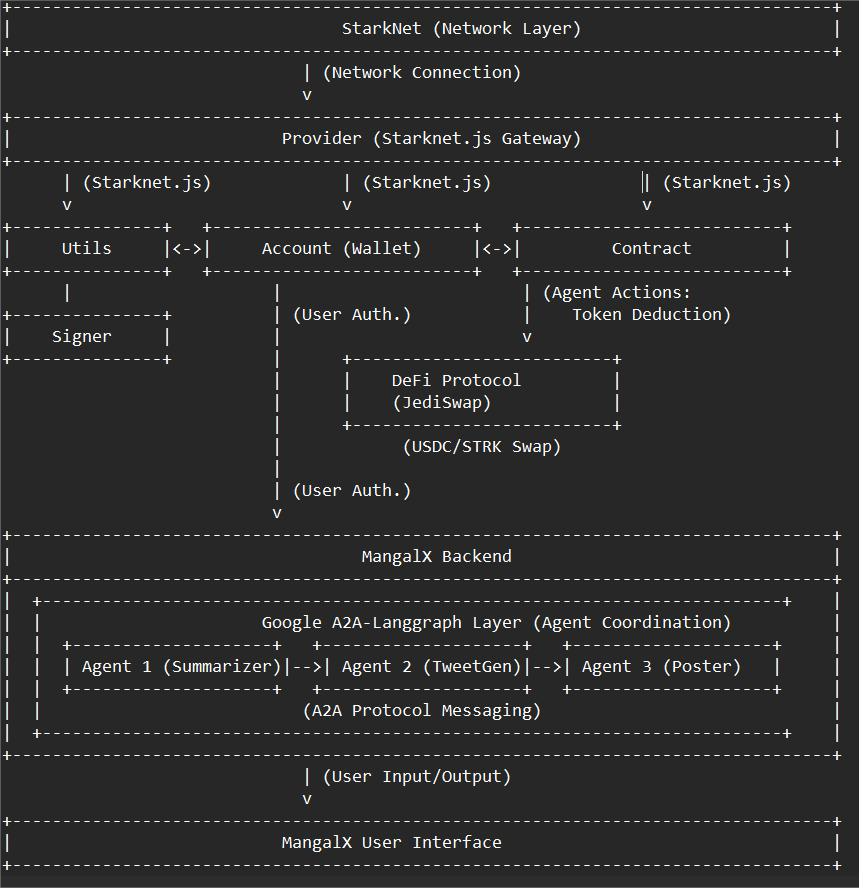 StarkNet (Network Layer)
(Network Connection)
Provider (Starknet.js Gateway)
(Starknet.js) (Starknet.js) (Starknet.js)
Utils <-> Account (Wallet) <-> Contract
(Agent Actions:
(User Auth.) Token Deduction)
Signer
DeFi Protocol
(JediSwap)
(USDC/STRK Swap)
(User Auth.)
MangalX Backend
Google A2A-Langgraph Layer (Agent Coordination)
Agent 1 (Summarizer) --> Agent 2 (TweetGen) --> Agent 3 (Poster)
(A2A Protocol Messaging)
(User Input/Output)
MangalX User Interface